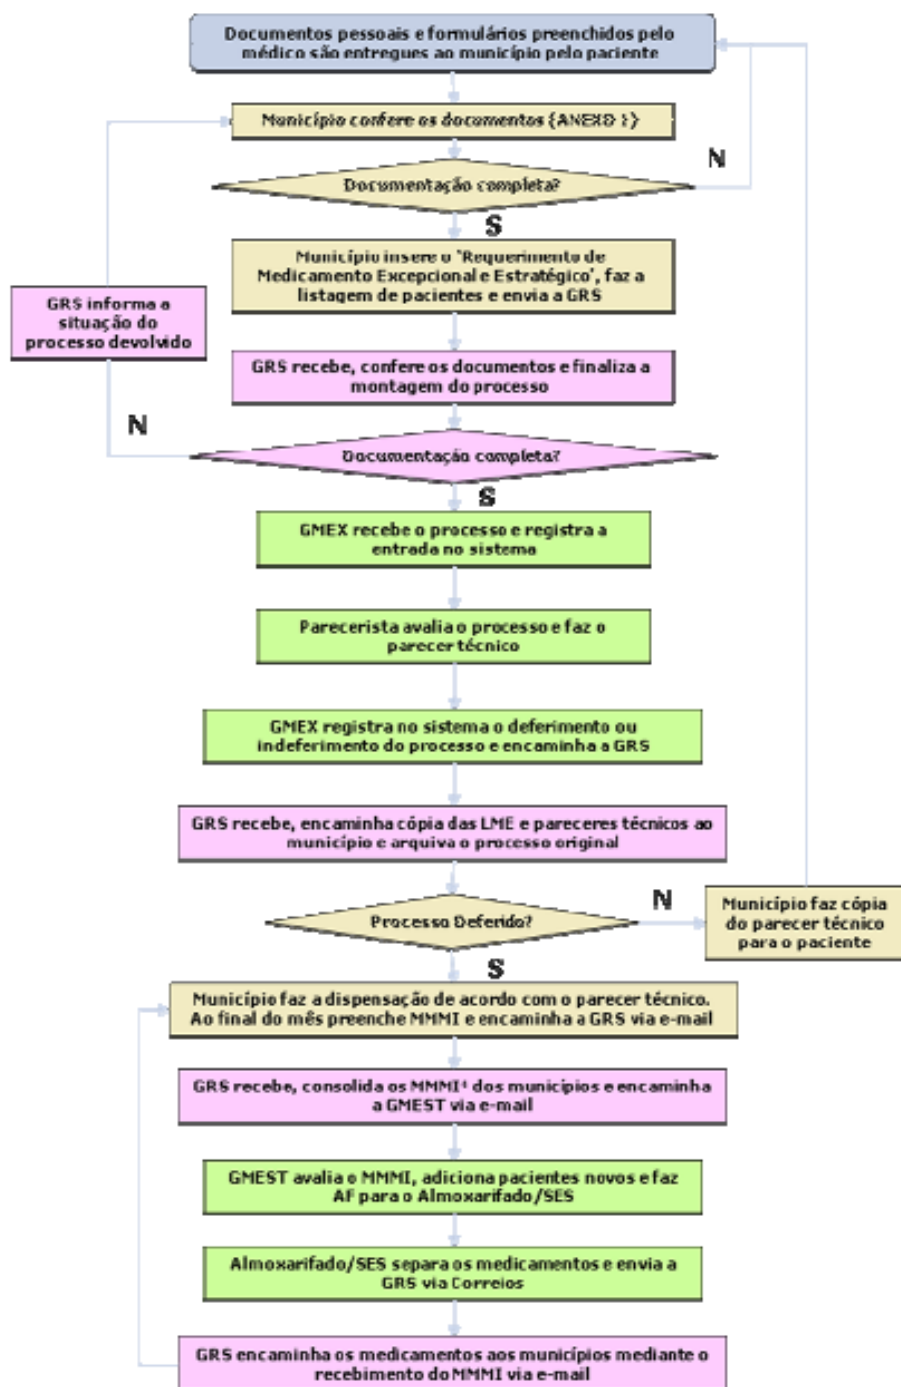 Documentos pessoais e formulários preenchidos pelo
médico são entregues ao município pelo paciente
Município confere os documentos (ANEXO 1)
N
Documentação completa?
S
Município insere o 'Requerimento de
Medicamento Excepcional e Estratégico', faz a
listagem de pacientes e envia a GRS
GRS informa a
situação do
processo devolvido
GRS recebe, confere os documentos e finaliza a
montagem do processo
N
Documentação completa?
S
GMEX recebe o processo e registra a
entrada no sistema
Parecerista avalia o processo e faz o
parecer técnico
GMEX registra no sistema o deferimento ou
indeferimento do processo e encaminha a GRS
GRS recebe, encaminha cópia das LME e pareceres técnicos ao
município e arquiva o processo original
N
Processo Deferido?
Município faz cópia
do parecer técnico
para o paciente
S
Município faz a dispensação de acordo com o parecer técnico.
Ao final do mês preenche MMMI e encaminha a GRS via e-mail
GRS recebe, consolida os MMMI¹ dos municípios e encaminha
a GMEST via e-mail
GMEST avalia o MMMI, adiciona pacientes novos e faz
AF para o Almoxarifado/SES
Almoxarifado/SES separa os medicamentos e envia a
GRS via Correios
GRS encaminha os medicamentos aos municípios mediante o
recebimento do MMMI via e-mail